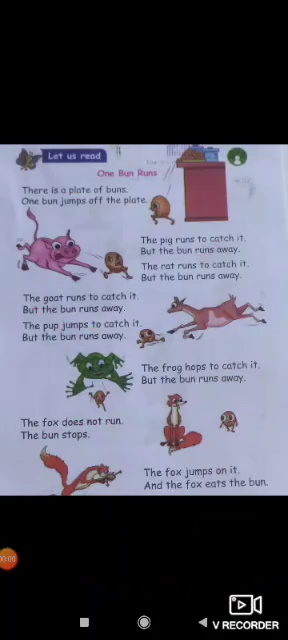 Let us read
One Bun Runs
There is a plate of buns.
One bun jumps off the plate.
The pig runs to catch it.
But the bun runs away.
The rat runs to catch it.
But the bun runs away.
The goat runs to catch it.
But the bun runs away.
The pup jumps to catch it.
But the bun runs away.
The frog hops to catch it.
But the bun runs away.
The fox does not run.
The bun stops.
The fox jumps on it.
And the fox eats the bun.
00:00
V RECORDER